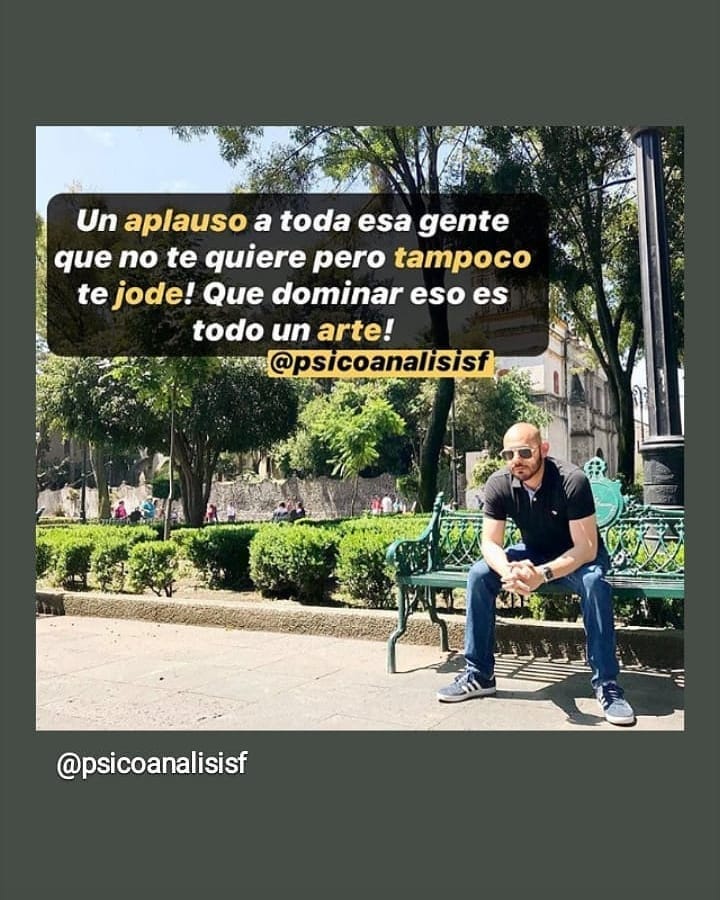 Un aplauso a toda esa gente
que no te quiere pero tampoco
te jode! Que dominar eso es
todo un arte!
@psicoanalisisf
@psicoanalisisf